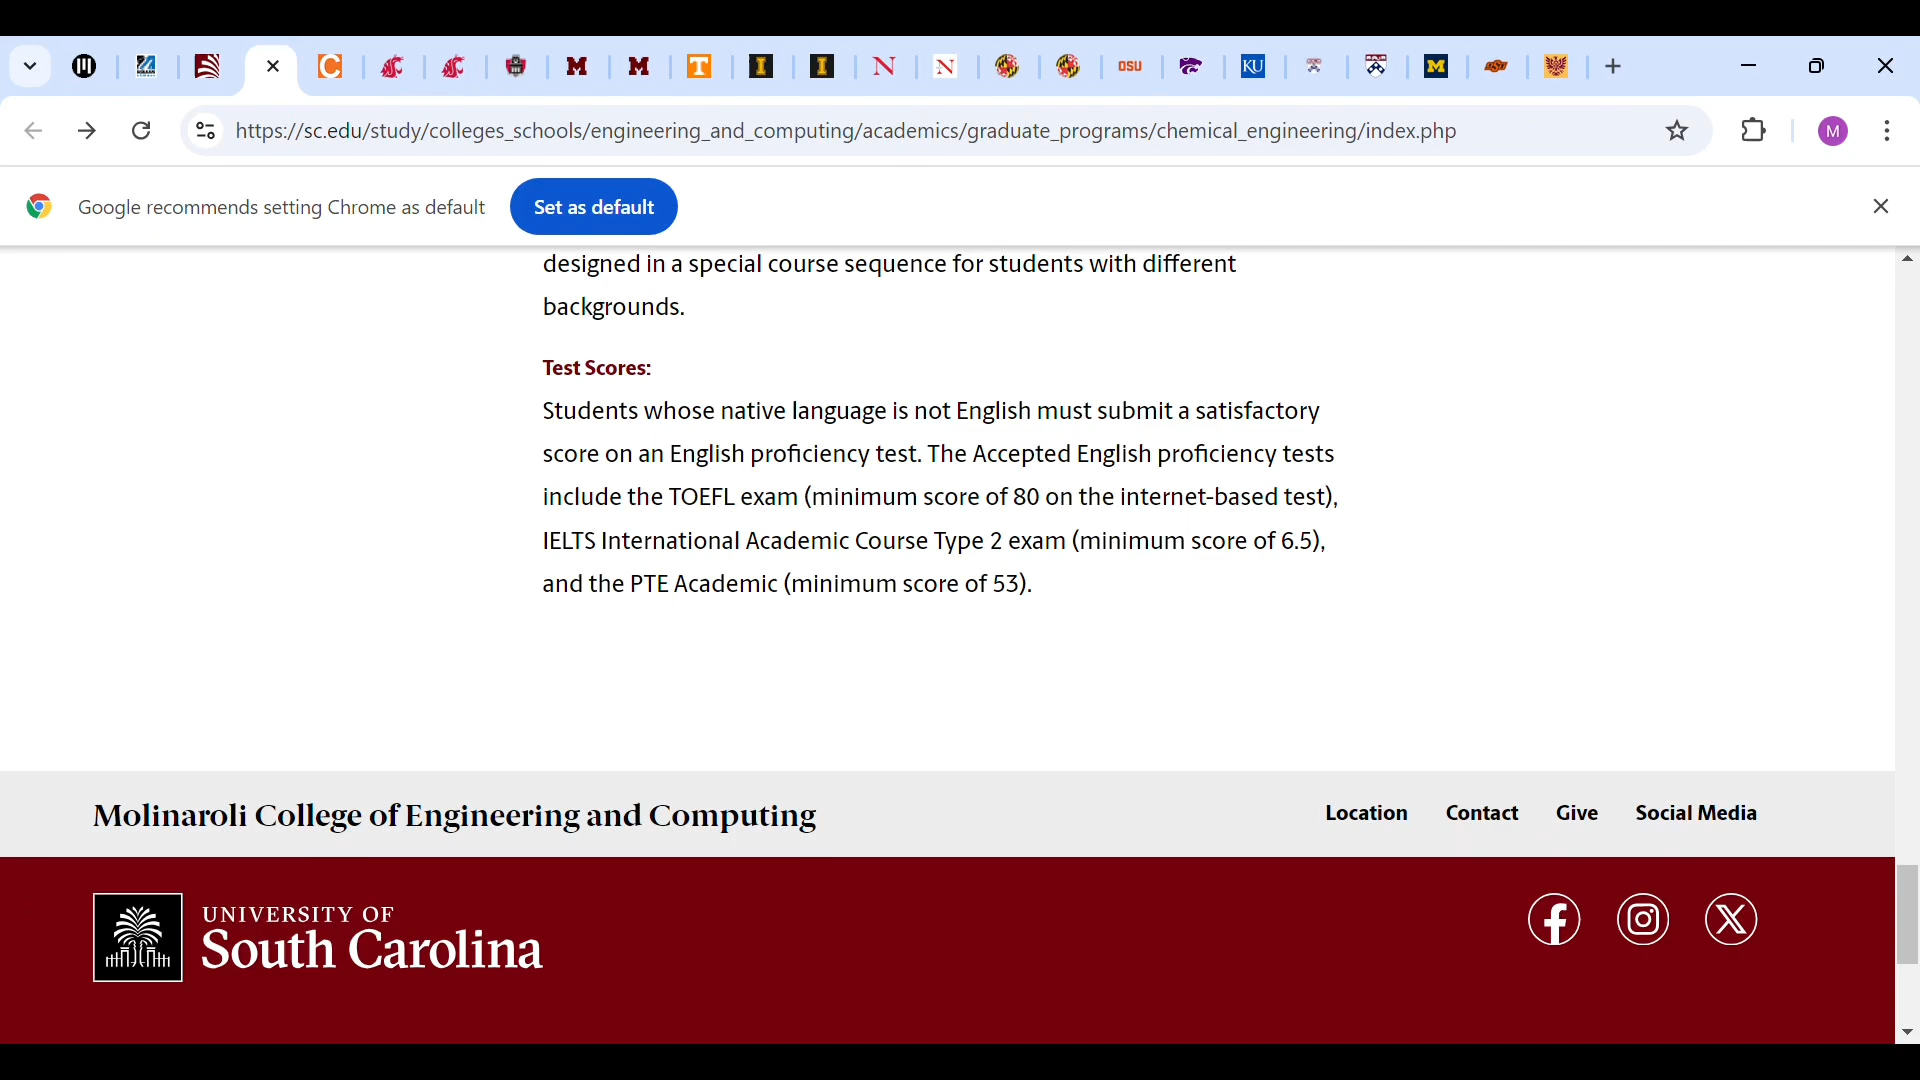 https://sc.edu/study/colleges_schools/engineering_and_computing/academics/graduate_programs/chemical_engineering/index.php
M
Google recommends setting Chrome as default
Set as default
designed in a special course sequence for students with different
backgrounds.
Test Scores:
Students whose native language is not English must submit a satisfactory
score on an English proficiency test. The Accepted English proficiency tests
include the TOEFL exam (minimum score of 80 on the internet-based test),
IELTS International Academic Course Type 2 exam (minimum score of 6.5),
and the PTE Academic (minimum score of 53).
Molinaroli College of Engineering and Computing
Location Contact Give Social Media
UNIVERSITY OF
South Carolina